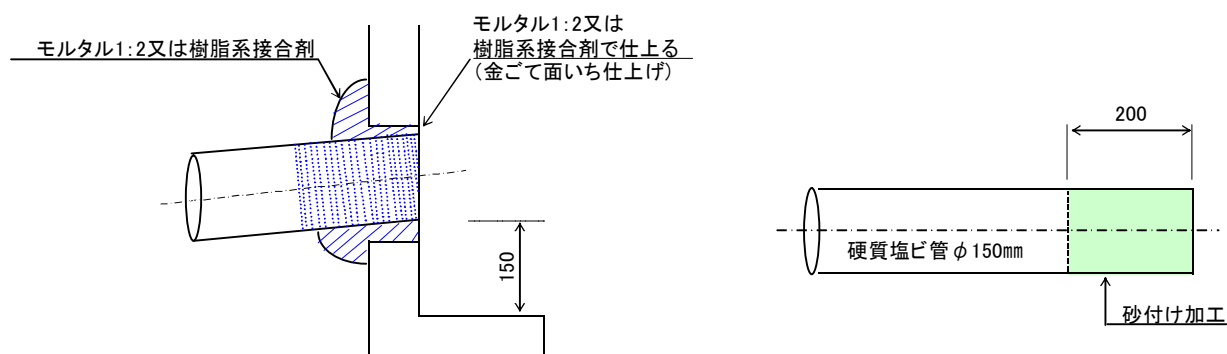 モルタル1:2又は樹脂系接合剤
モルタル1:2又は
樹脂系接合剤で仕上る
(金ごて面いち仕上げ)
150
200
硬質塩ビ管φ150mm
砂付け加工